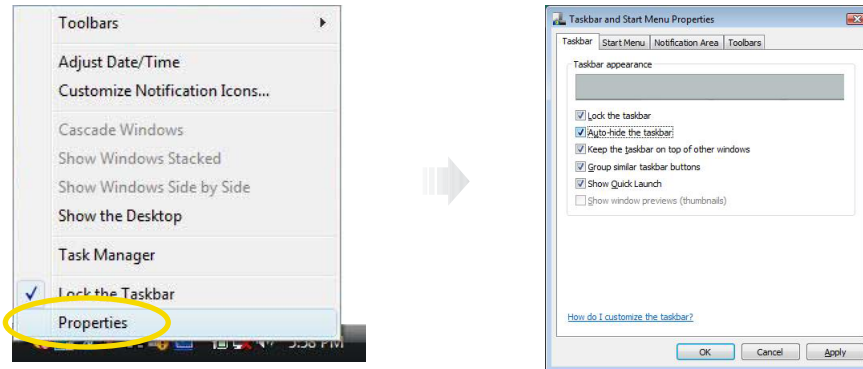 Toolbars
Adjust Date/Time
Customize Notification Icons...
Cascade Windows
Show Windows Stacked
Show Windows Side by Side
Show the Desktop
Task Manager
Lock the Taskbar
Properties
5:58 PM
Taskbar and Start Menu Properties
Taskbar Start Menu Notification Area Toolbars
Taskbar appearance
Lock the taskbar
Auto-hide the taskbar
Keep the taskbar on top of other windows
Group similar taskbar buttons
Show Quick Launch
Show window previews (thumbnails)
How do I customize the taskbar?
OK Cancel Apply